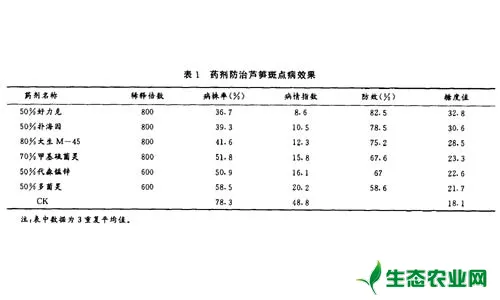 表 1 药剂防治芦笋斑点病效果
药剂名称 稀释倍数 病株率(%) 病情指数 防效(%) 糖度值
50%好力克 800 36.7 8.6 82.5 32.8
50%扑海因 800 39.3 10.5 78.5 30.6
80%大生M-45 800 41.6 12.3 75.2 28.5
70%甲基硫菌灵 800 51.8 15.8 67.6 23.3
50%代森锰锌 600 50.9 16.1 67 22.6
50%多菌灵 600 58.5 20.2 58.6 21.7
CK 78.3 48.8 18.1
注:表中数据为3重复平均值。
生态农业网